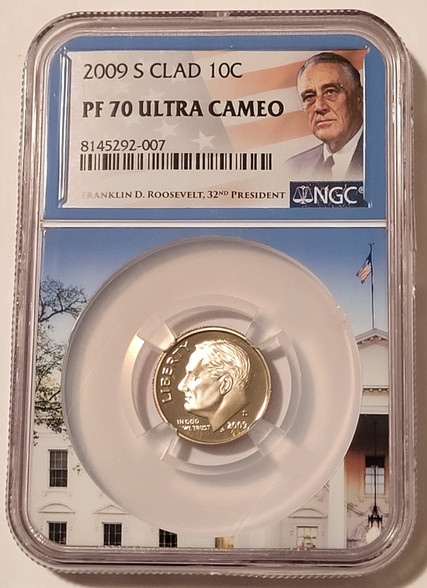 2009 S CLAD 10C
PF 70 ULTRA CAMEO
8145292-007
FRANKLIN D. ROOSEVELT, 32ND PRESIDENT
NGC®
LIBERTY
IN GOD
WE TRUST
S
2009